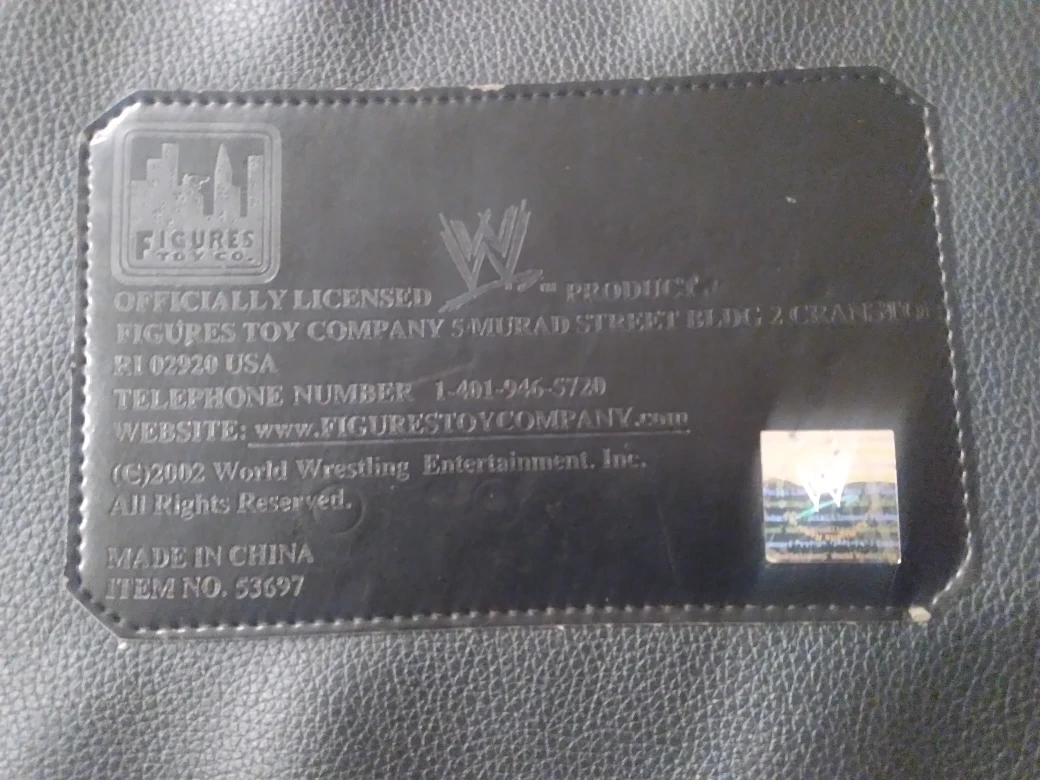 FIGURES
TOY CO.
W
OFFICIALLY LICENSED W ™ PRODUCT.
FIGURES TOY COMPANY 5 MURAD STREET BLDG 2 CRANSTON
RI 02920 USA
TELEPHONE NUMBER 1-401-946-5720
WEBSITE: www.FIGURESTOYCOMPANY.com
(C)2002 World Wrestling Entertainment. Inc.
All Rights Reserved.
MADE IN CHINA
ITEM NO. 53697